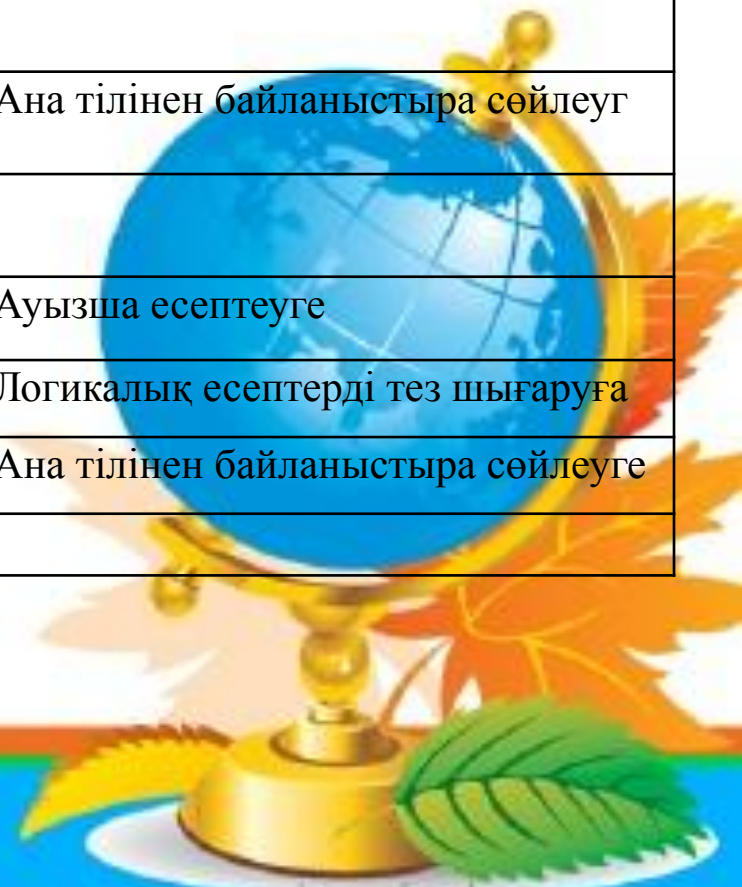 Ана тілінен байланыстыра сөйлеуг
Ауызша есептеуге
Логикалық есептерді тез шығаруға
Ана тілінен байланыстыра сөйлеуге